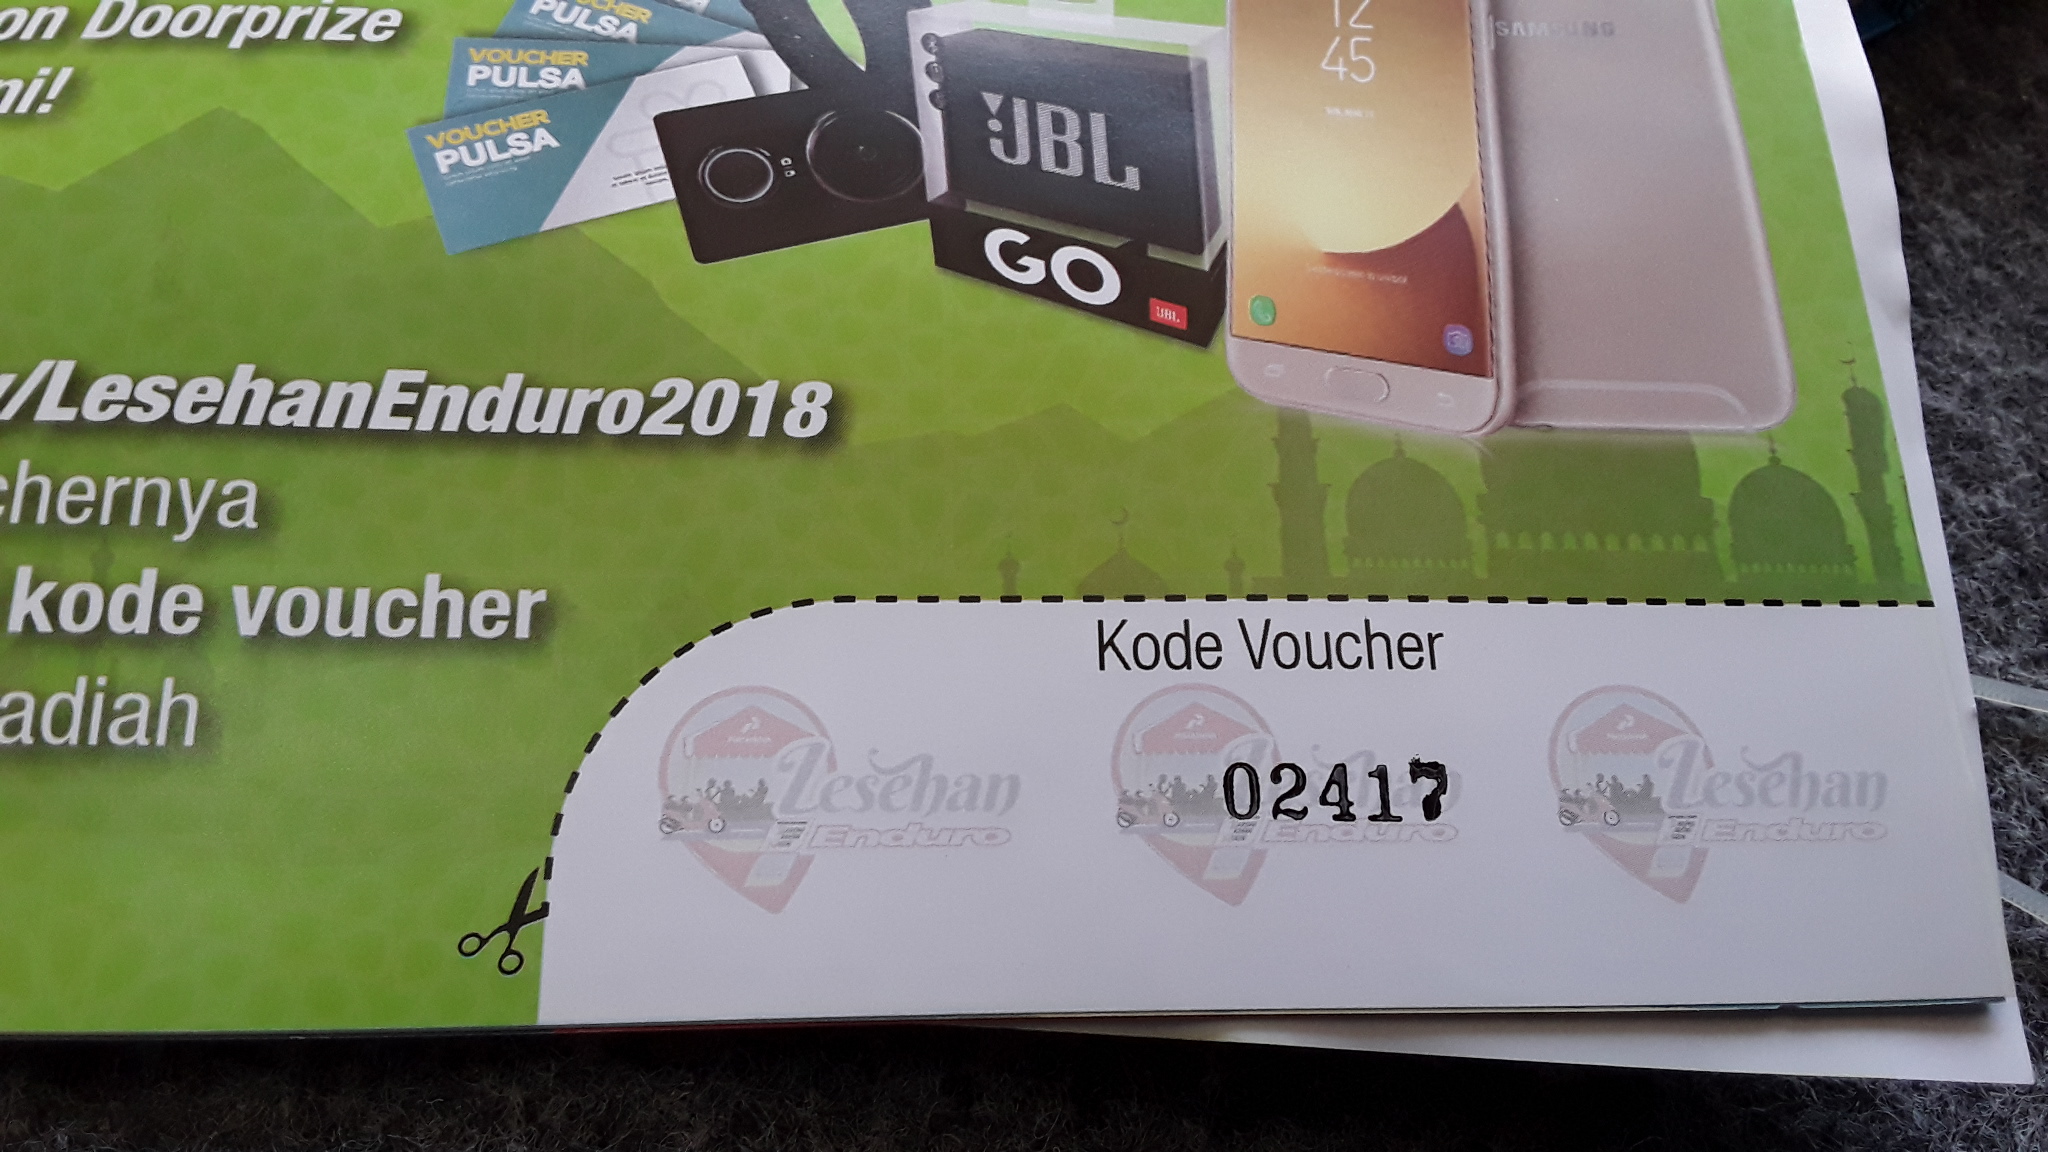 on Doorprize
ni!
VOUCHER
PULSA
VOUCHER
PULSA
VOUCHER
PULSA
JBL
GO
JBL
12
45
SAMSUNG
/LesehanEnduro2018
chernya
kode voucher
adiah
Kode Voucher
02417
Lesehan
Enduro
Lesehan
Enduro
Lesehan
Enduro